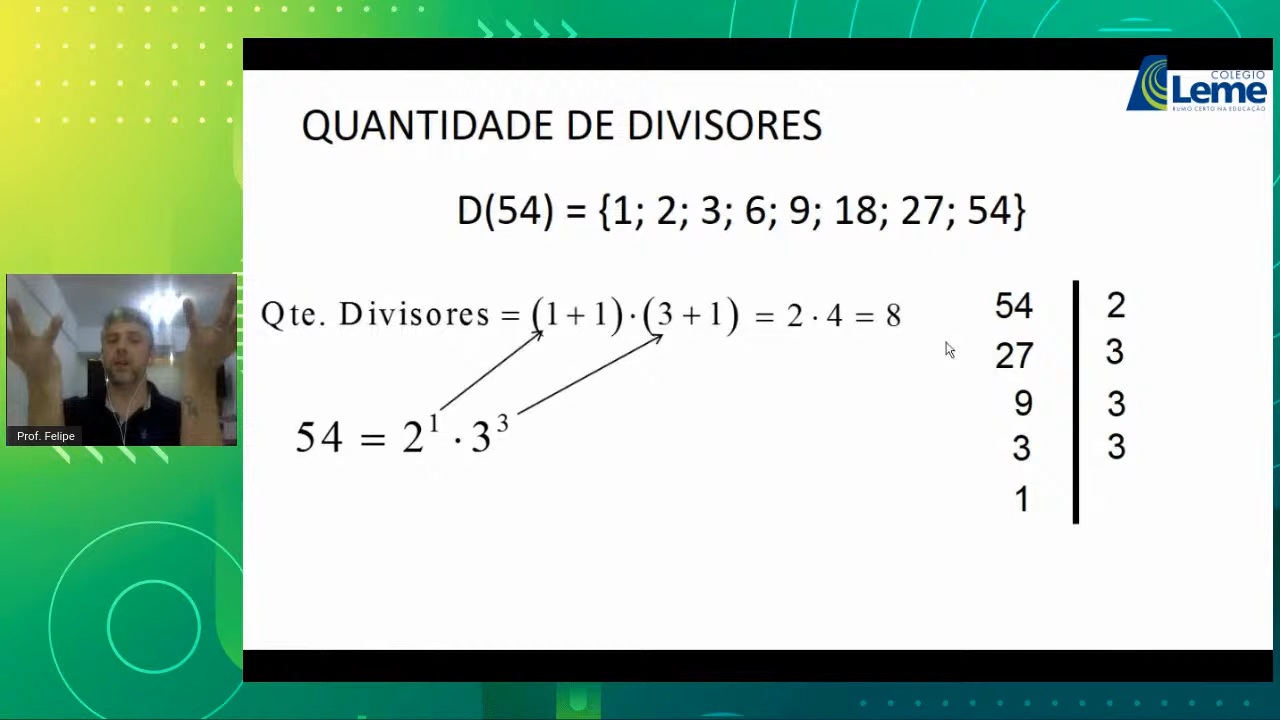 COLEGIO
Leme
RUMO CERTO NA EDUCAÇÃO
QUANTIDADE DE DIVISORES
D(54) = {1; 2; 3; 6; 9; 18; 27; 54}
Qte. Divisores = (1 + 1) · (3 + 1) = 2 · 4 = 8
54 = 2¹ · 3³
54 2
27 3
9 3
3 3
1
Prof. Felipe